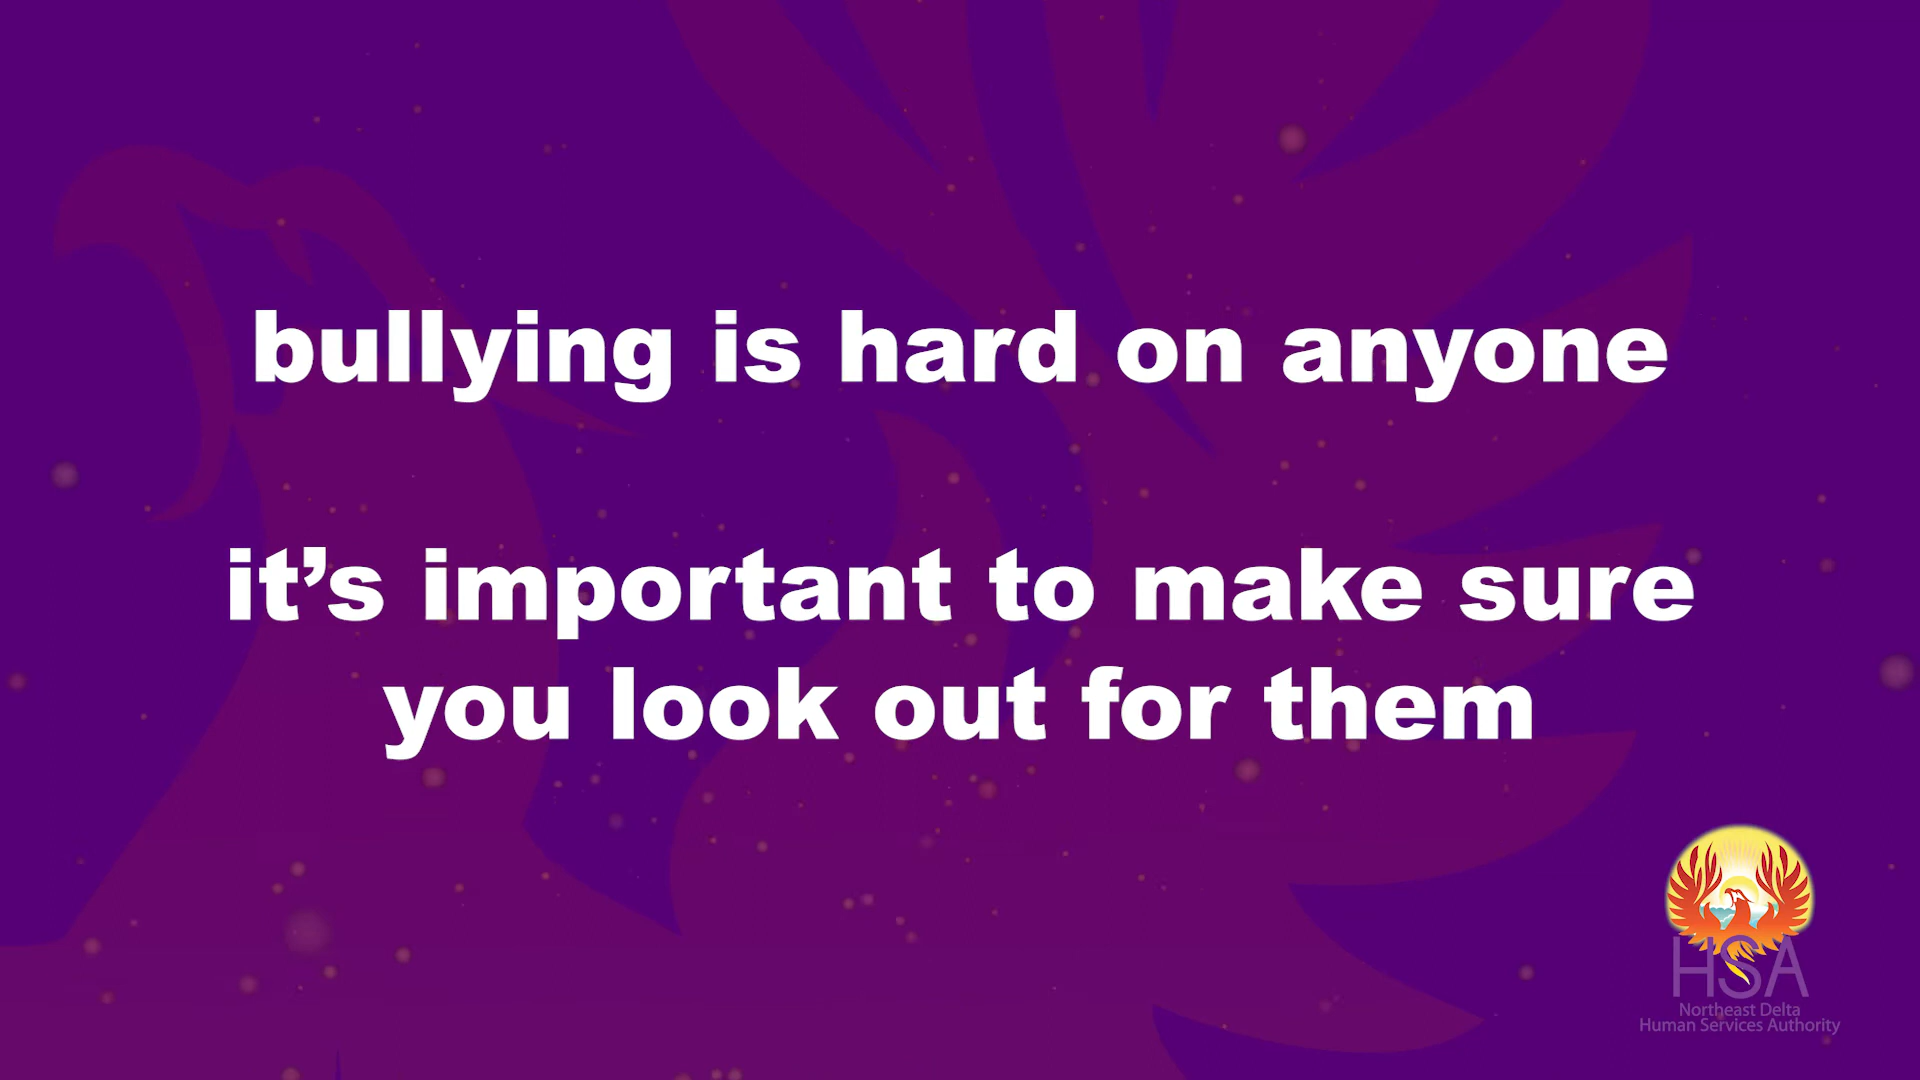 bullying is hard on anyone
it’s important to make sure
you look out for them
HSA
Northeast Delta
Human Services Authority